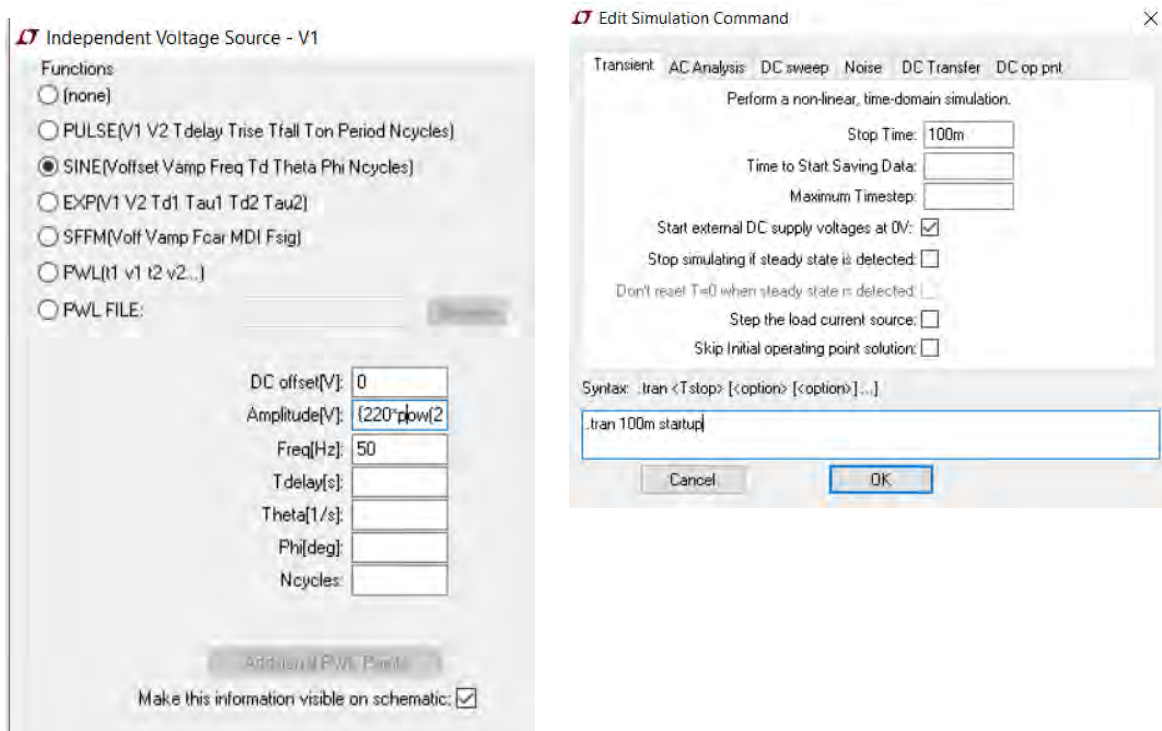 Independent Voltage Source - V1
Functions
(none)
PULSE(V1 V2 Tdelay Trise Tfall Ton Period Ncycles)
SINE(Voffset Vamp Freq Td Theta Phi Ncycles)
EXP(V1 V2 Td1 Tau1 Td2 Tau2)
SFFM(Voff Vamp Fcar MDI Fsig)
PWL(t1 v1 t2 v2...)
PWL FILE:
DC offset[V]: 0
Amplitude[V]: {220*pow(2
Freq[Hz]: 50
Tdelay[s]:
Theta[1/s]:
Phi[deg]:
Ncycles:
Additional PWL Points
Make this information visible on schematic:
Edit Simulation Command
Transient AC Analysis DC sweep Noise DC Transfer DC op pnt
Perform a non-linear, time-domain simulation.
Stop Time: 100m
Time to Start Saving Data:
Maximum Timestep:
Start external DC supply voltages at 0V:
Stop simulating if steady state is detected:
Don't reset T=0 when steady state is detected:
Step the load current source:
Skip Initial operating point solution:
Syntax: .tran <Tstop> [<option> [<option>] ...]
.tran 100m startup
Cancel OK